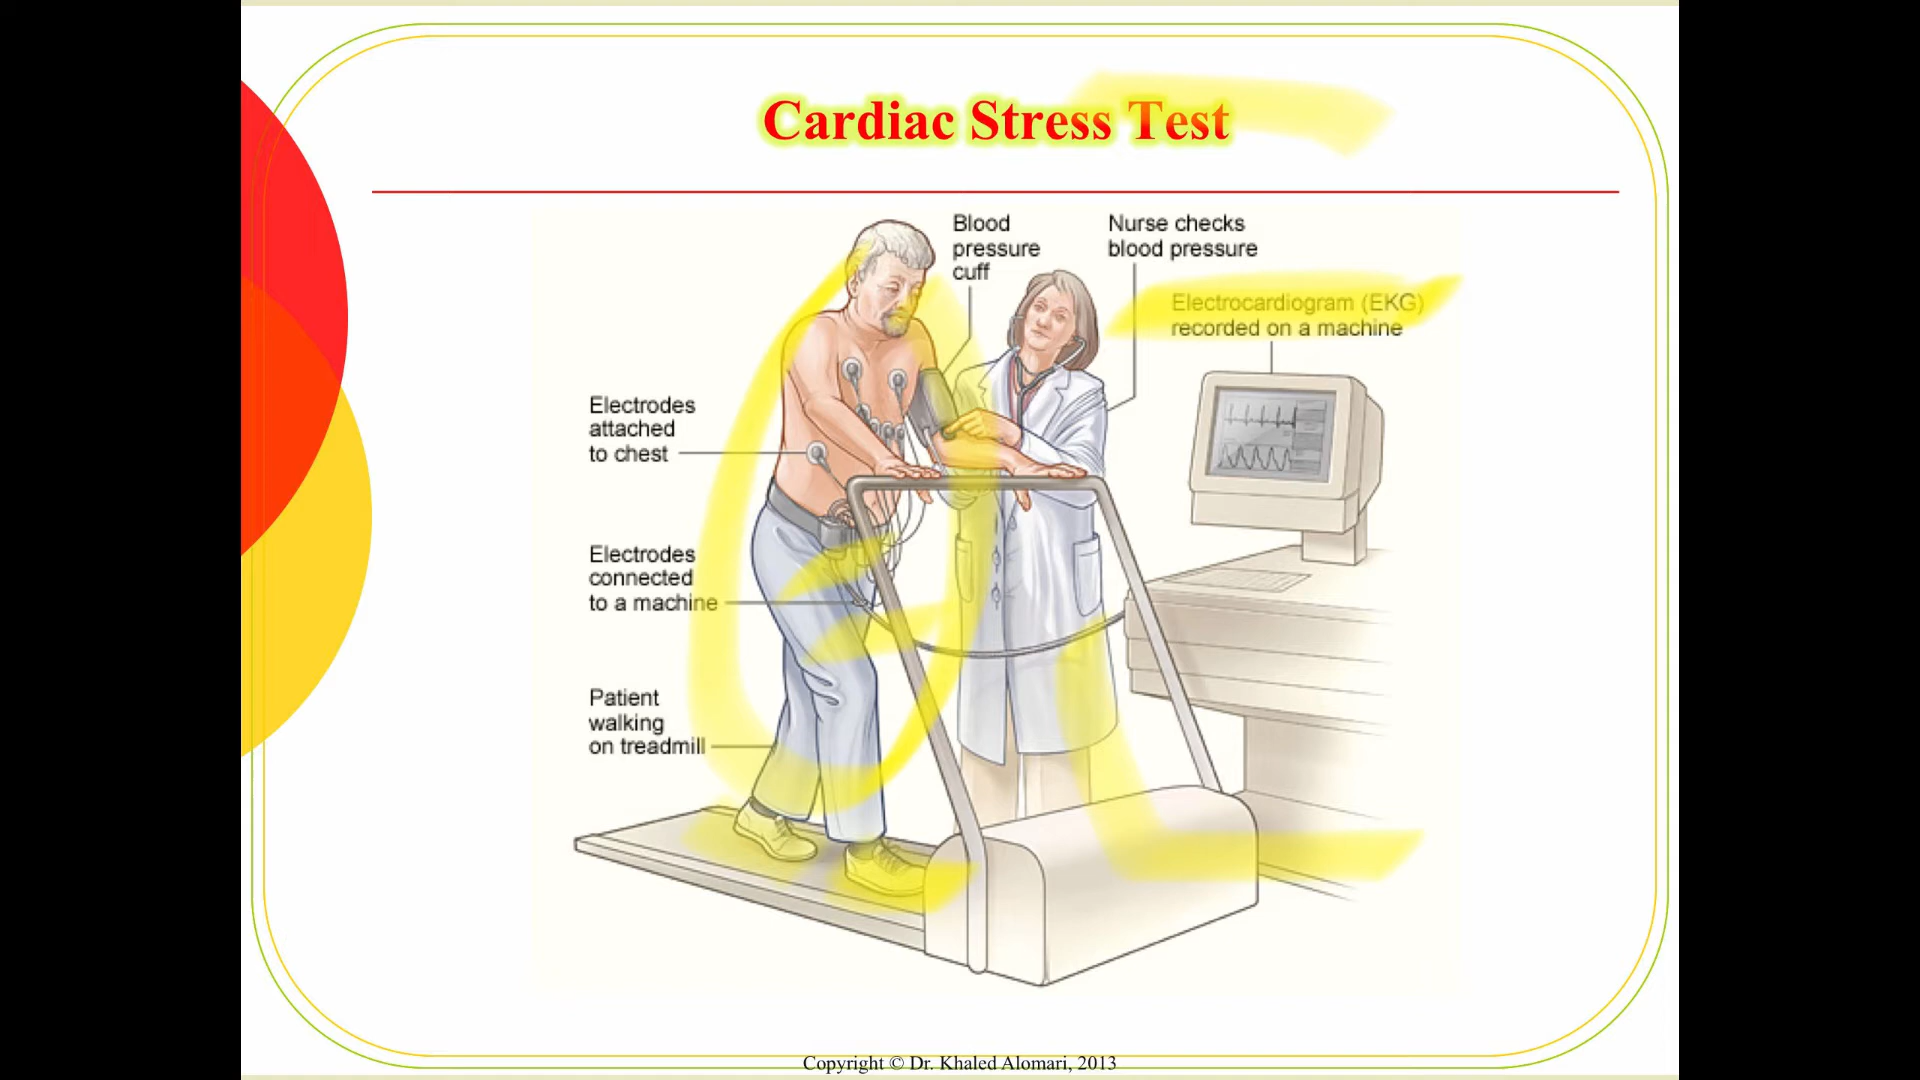 Cardiac Stress Test
Blood
pressure
cuff
Nurse checks
blood pressure
Electrocardiogram (EKG)
recorded on a machine
Electrodes
attached
to chest
Electrodes
connected
to a machine
Patient
walking
on treadmill
Copyright © Dr. Khaled Alomari, 2013